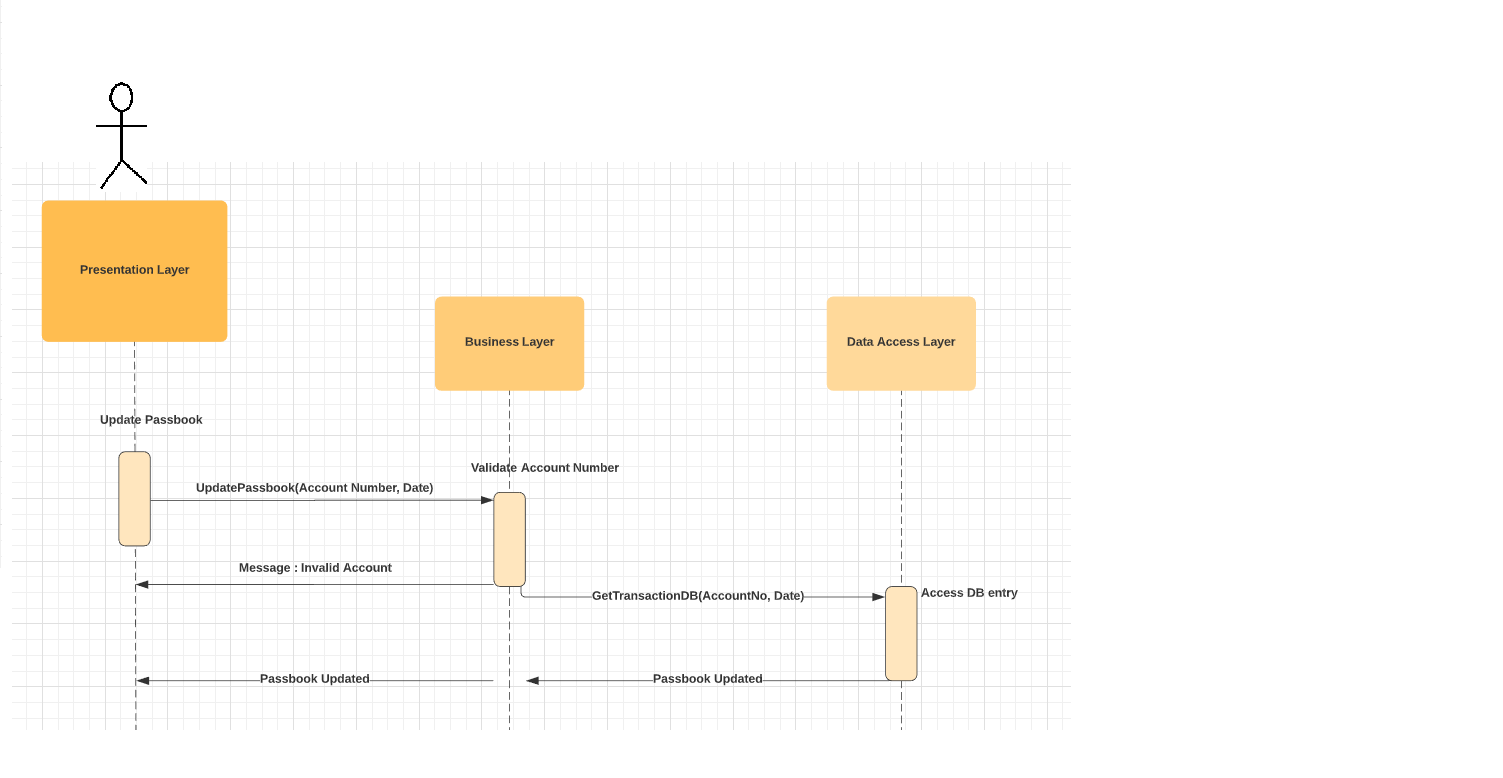 Presentation Layer
Business Layer
Data Access Layer
Update Passbook
Validate Account Number
UpdatePassbook(Account Number, Date)
Message : Invalid Account
GetTransactionDB(AccountNo, Date)
Access DB entry
Passbook Updated
Passbook Updated